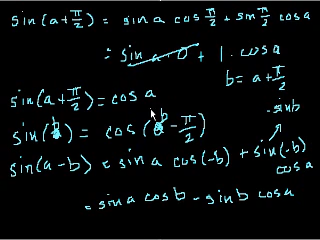 sin(a+π/2) = sin a cos π/2 + sin π/2 cos a
= sin a · 0 + 1 · cos a
b = a + π/2
sin(a+π/2) = cos a
- sin b
sin(b) = cos(b - π/2)
sin(a-b) = sin a cos(-b) + sin(-b) cos a
= sin a cos b - sin b cos a